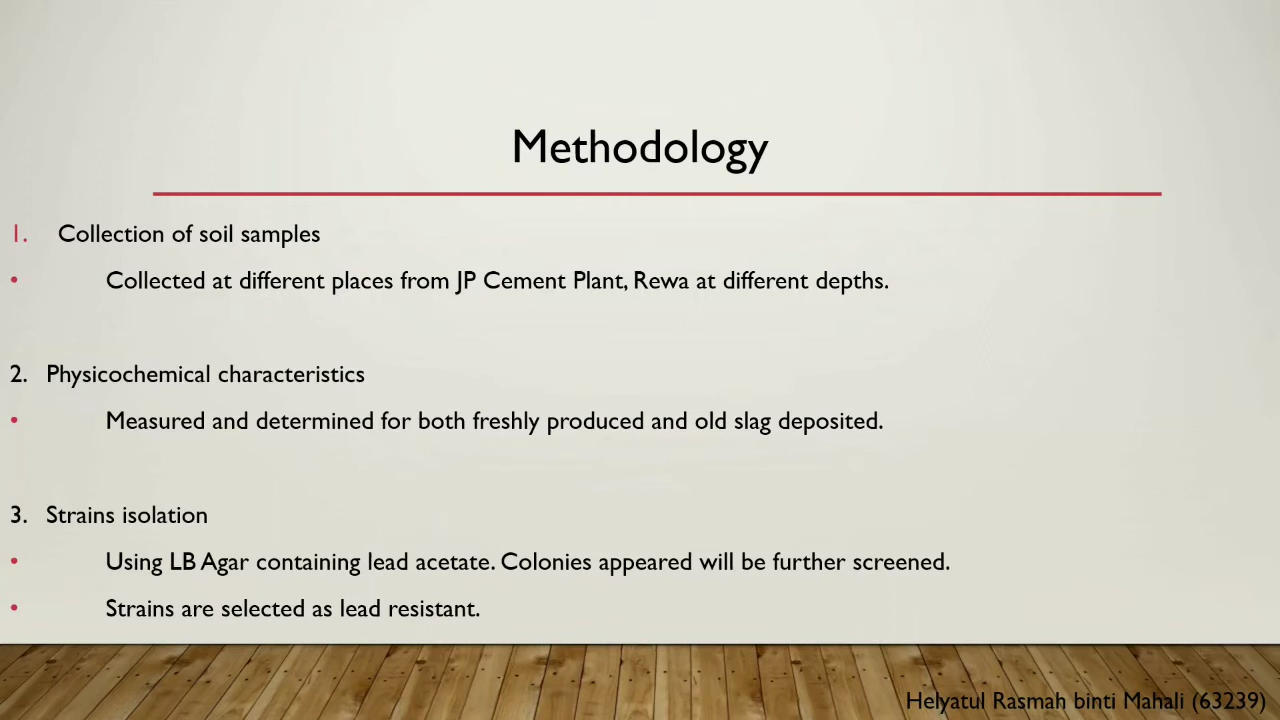 Methodology
1. Collection of soil samples
• Collected at different places from JP Cement Plant, Rewa at different depths.
2. Physicochemical characteristics
• Measured and determined for both freshly produced and old slag deposited.
3. Strains isolation
• Using LB Agar containing lead acetate. Colonies appeared will be further screened.
• Strains are selected as lead resistant.
Helyatul Rasmah binti Mahali (63239)